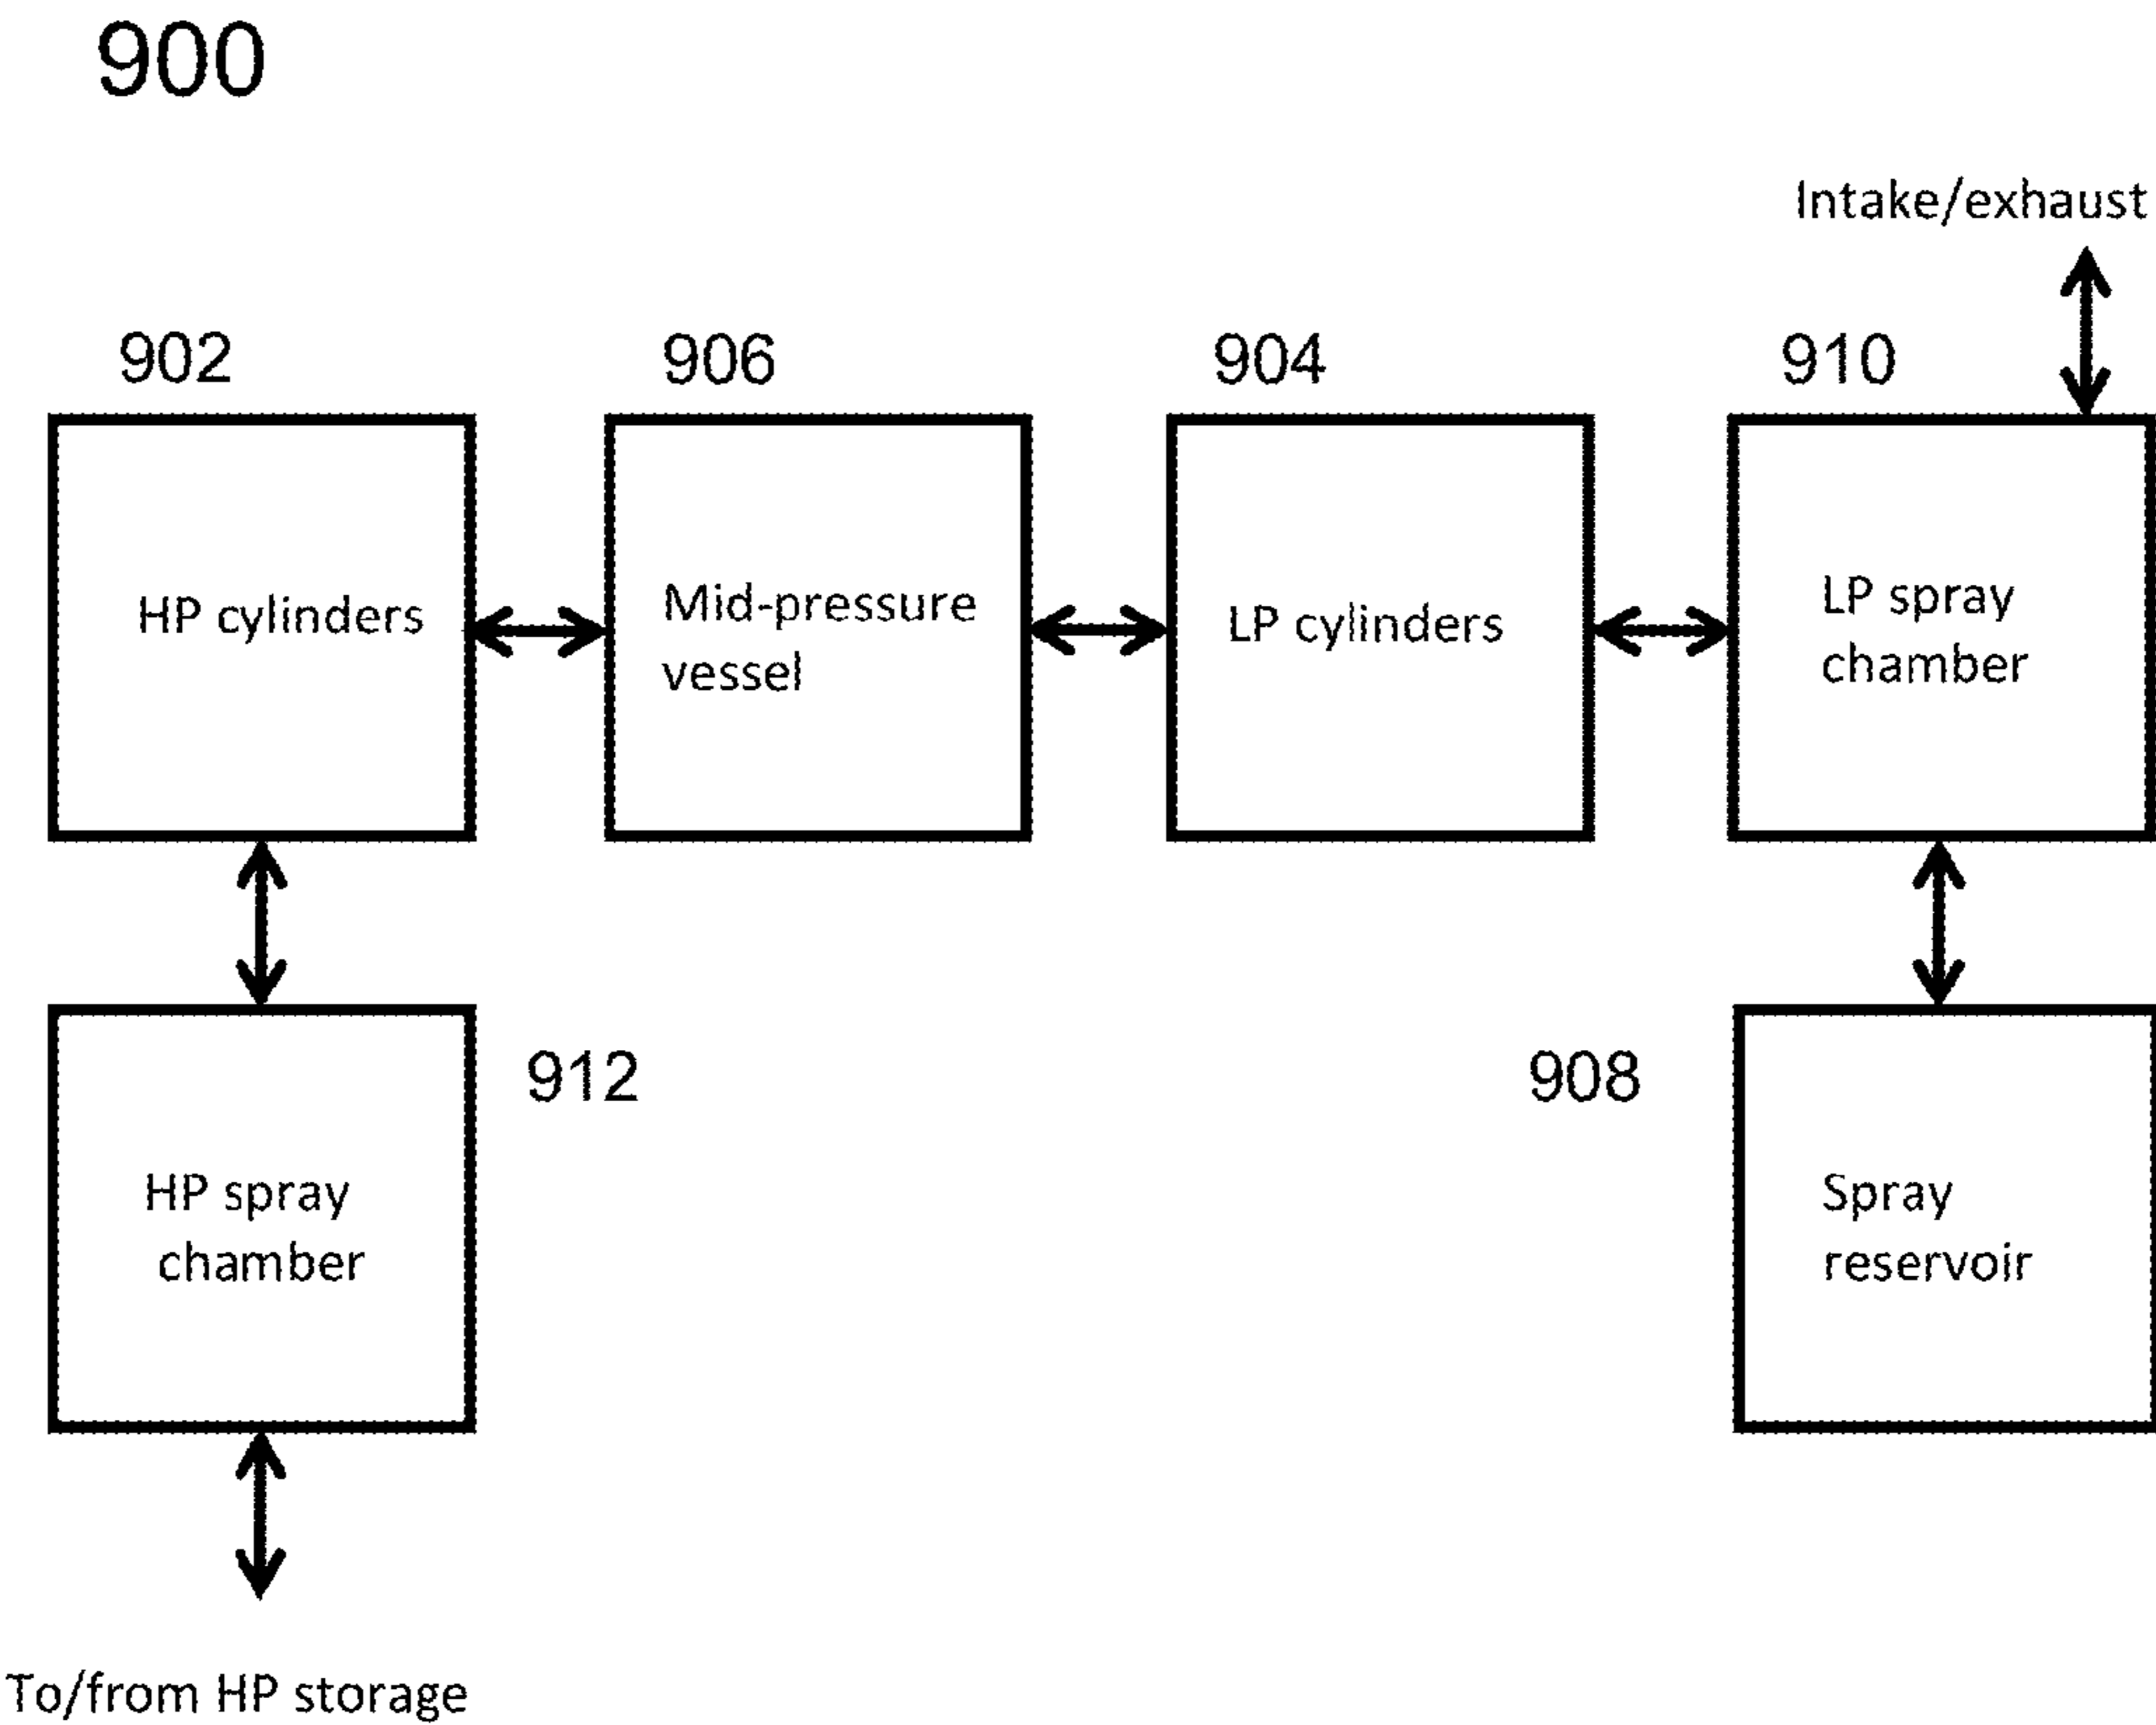 900
Intake/exhaust
902
906
904
910
HP cylinders
Mid-pressure
vessel
LP cylinders
LP spray
chamber
912
908
HP spray
chamber
Spray
reservoir
To/from HP storage